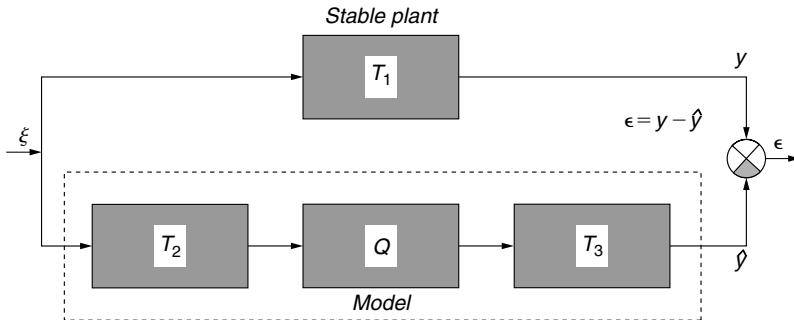 Stable plant
T1
y
ϵ = y − ŷ
ξ
ϵ
T2
Q
T3
ŷ
Model